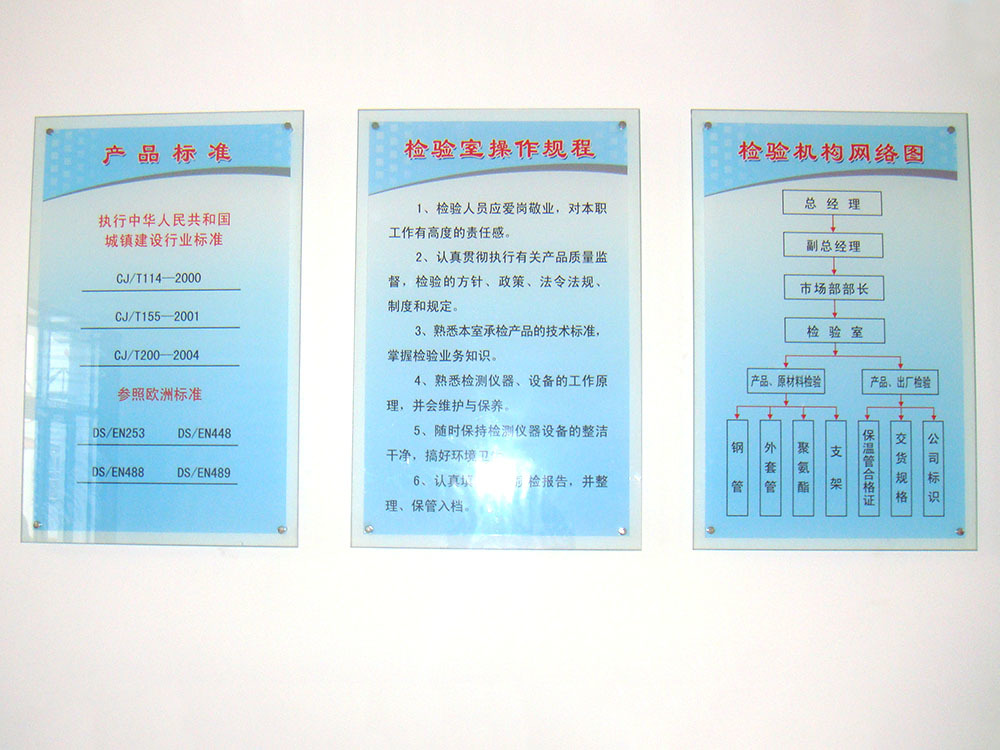 产品标准
执行中华人民共和国
城镇建设行业标准
CJ/T114—2000
CJ/T155—2001
CJ/T200—2004
参照欧洲标准
DS/EN253 DS/EN448
DS/EN488 DS/EN489
检验室操作规程
1、检验人员应爱岗敬业，对本职
工作有高度的责任感。
2、认真贯彻执行有关产品质量监
督，检验的方针、政策、法令法规、
制度和规定。
3、熟悉本室承检产品的技术标准，
掌握检验业务知识。
4、熟悉检测仪器、设备的工作原
理，并会维护与保养。
5、随时保持检测仪器设备的整洁
干净，搞好环境卫
6、认真填 检报告，并整
理、保管入档。
检验机构网络图
总经理
副总经理
市场部部长
检验室
产品、原材料检验
产品、出厂检验
钢管
外套管
聚氨酯
支架
保温管合格证
交货规格
公司标识